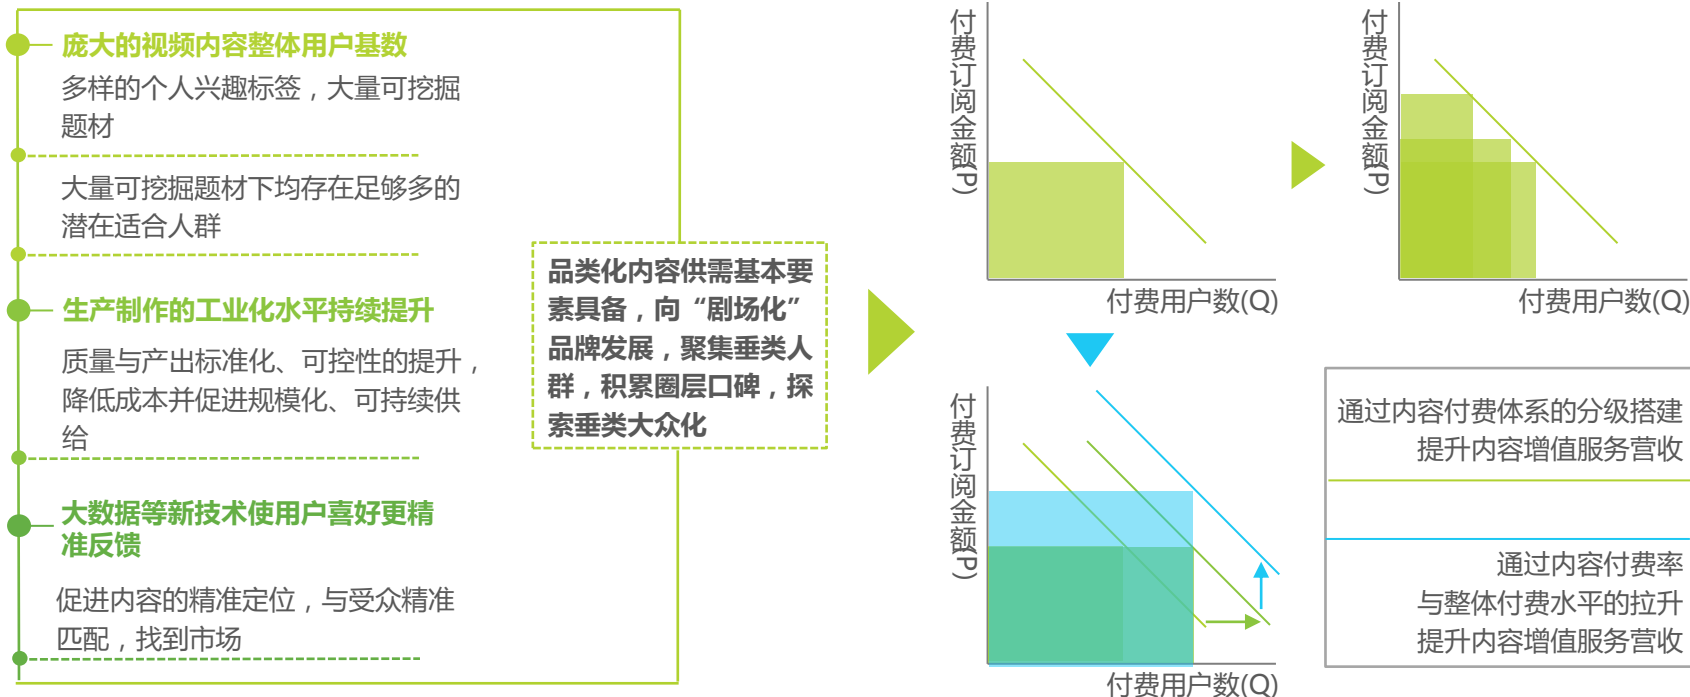 庞大的视频内容整体用户基数
多样的个人兴趣标签，大量可挖掘
题材
大量可挖掘题材下均存在足够多的
潜在适合人群
生产制作的工业化水平持续提升
质量与产出标准化、可控性的提升，
降低成本并促进规模化、可持续供
给
大数据等新技术使用户喜好更精
准反馈
促进内容的精准定位，与受众精准
匹配，找到市场
品类化内容供需基本要
素具备，向“剧场化”
品牌发展，聚集垂类人
群，积累圈层口碑，探
索垂类大众化
付费订阅金额(P)
付费用户数(Q)
付费订阅金额(P)
付费用户数(Q)
付费订阅金额(P)
付费用户数(Q)
通过内容付费体系的分级搭建
提升内容增值服务营收
通过内容付费率
与整体付费水平的拉升
提升内容增值服务营收